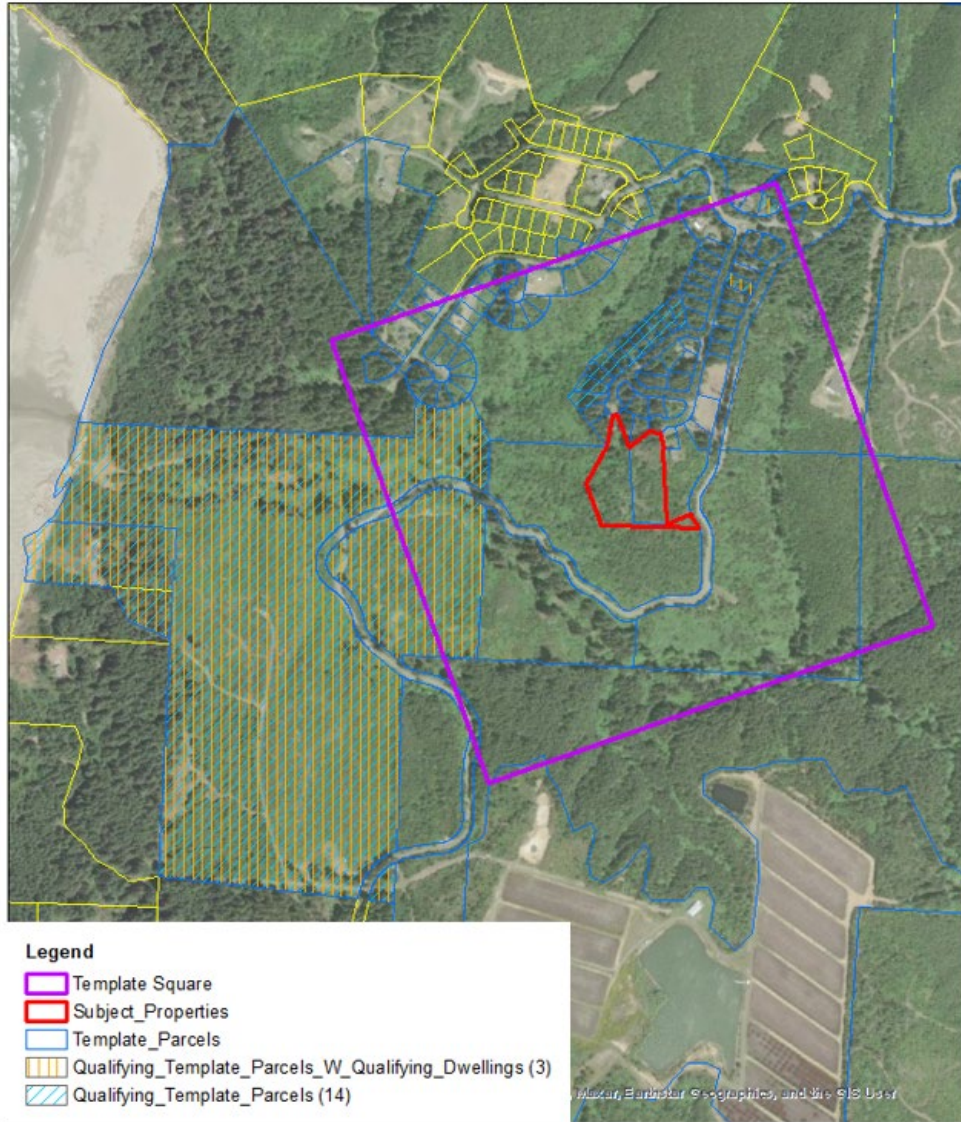 Legend
Template Square
Subject_Properties
Template_Parcels
Qualifying_Template_Parcels_W_Qualifying_Dwellings (3)
Qualifying_Template_Parcels (14)
, Maxar, Earthstar Geographics, and the GIS User